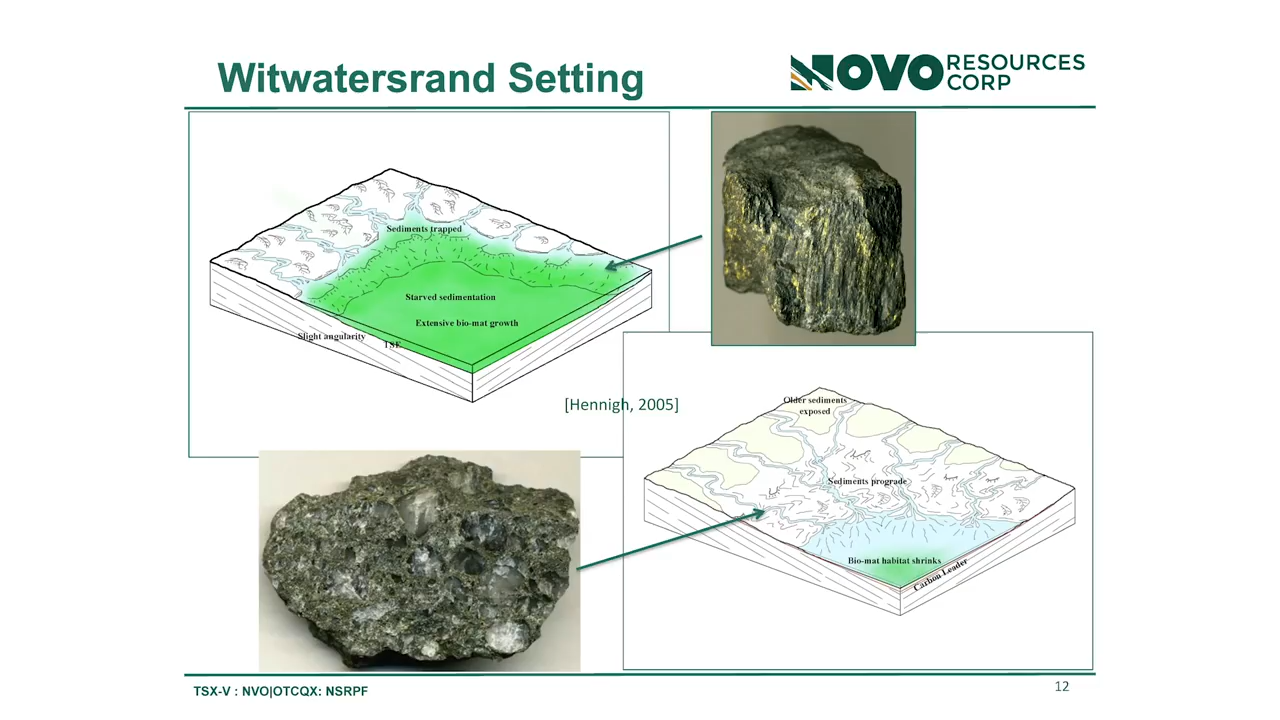 Witwatersrand Setting
NOVO RESOURCES
CORP
Sediments trapped
Starved sedimentation
Extensive bio-mat growth
Slight angularity
TSE
[Hennigh, 2005]
Older sediments
exposed
Sediments prograde
Bio-mat habitat shrinks
Carbon Leader
TSX-V : NVO|OTCQX: NSRPF
12